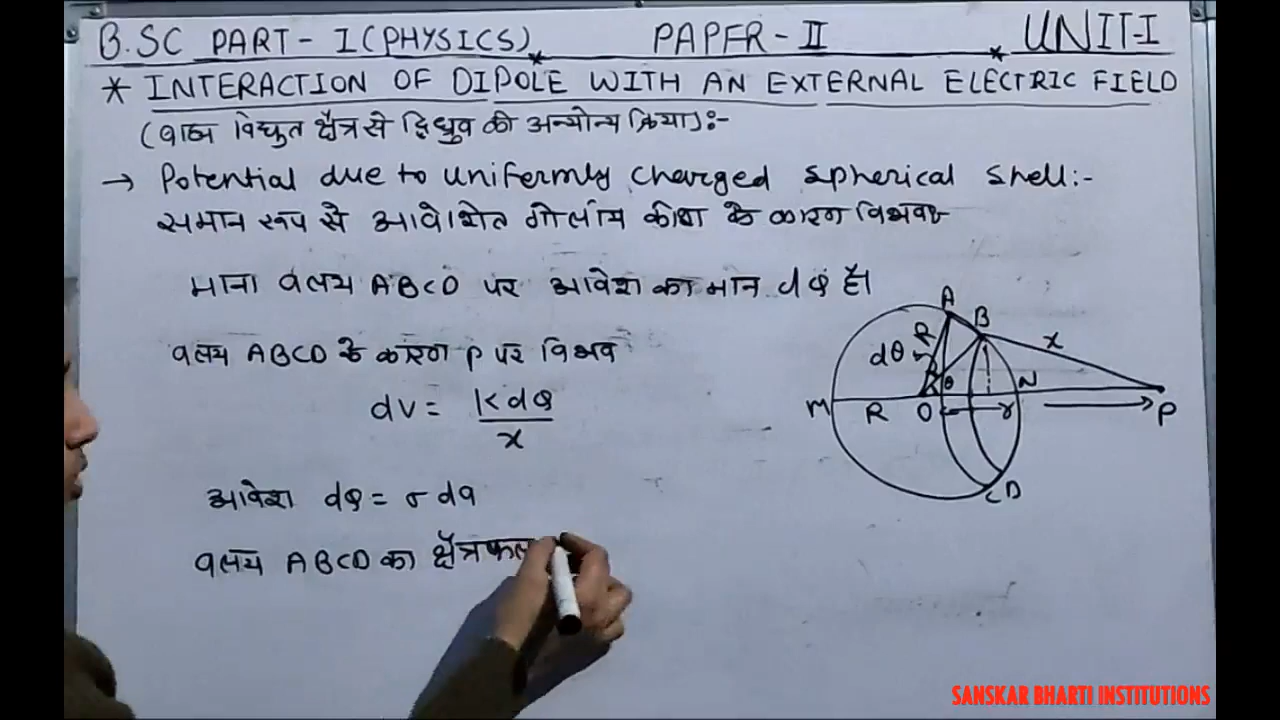 B.SC PART - I (PHYSICS) PAPER - II UNIT-I
* INTERACTION OF DIPOLE WITH AN EXTERNAL ELECTRIC FIELD
(वाह्य विद्युत क्षैत्र से द्विध्रुव की अन्योन्य क्रिया):-
→ Potential due to uniformly charged spherical shell:-
समान रूप से आवेशित गोलीय कोश के कारण विभव
माना वलय ABCD पर आवेश का मान dQ है।
वलय ABCD के कारण P पर विभव
dV = KdQ / x
आवेश dQ = σ da
वलय ABCD का क्षैत्रफल
A
B
R
x
dθ
θ
N
M
R
O
r
P
C D
SANSKAR BHARTI INSTITUTIONS